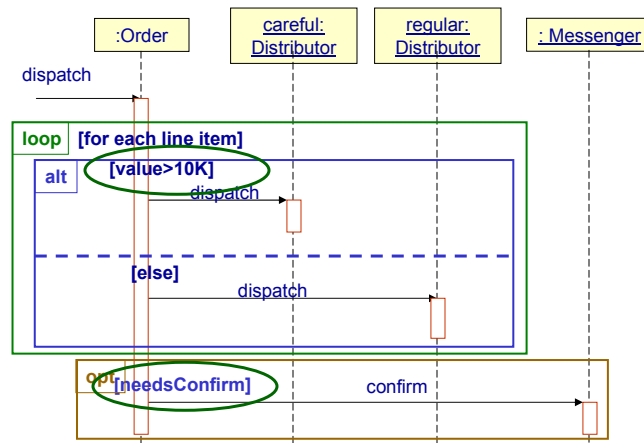 :Order
careful:
Distributor
regular:
Distributor
: Messenger
dispatch
loop [for each line item]
alt [value>10K]
dispatch
[else]
dispatch
opt [needsConfirm]
confirm